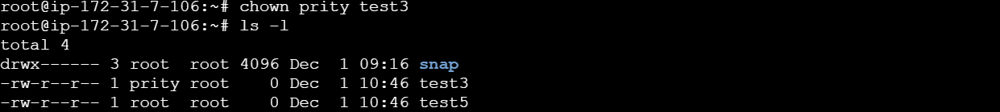 root@ip-172-31-7-106:~# chown prity test3
root@ip-172-31-7-106:~# ls -l
total 4
drwx------ 3 root  root 4096 Dec  1 09:16 snap
-rw-r--r-- 1 prity root    0 Dec  1 10:46 test3
-rw-r--r-- 1 root  root    0 Dec  1 10:46 test5